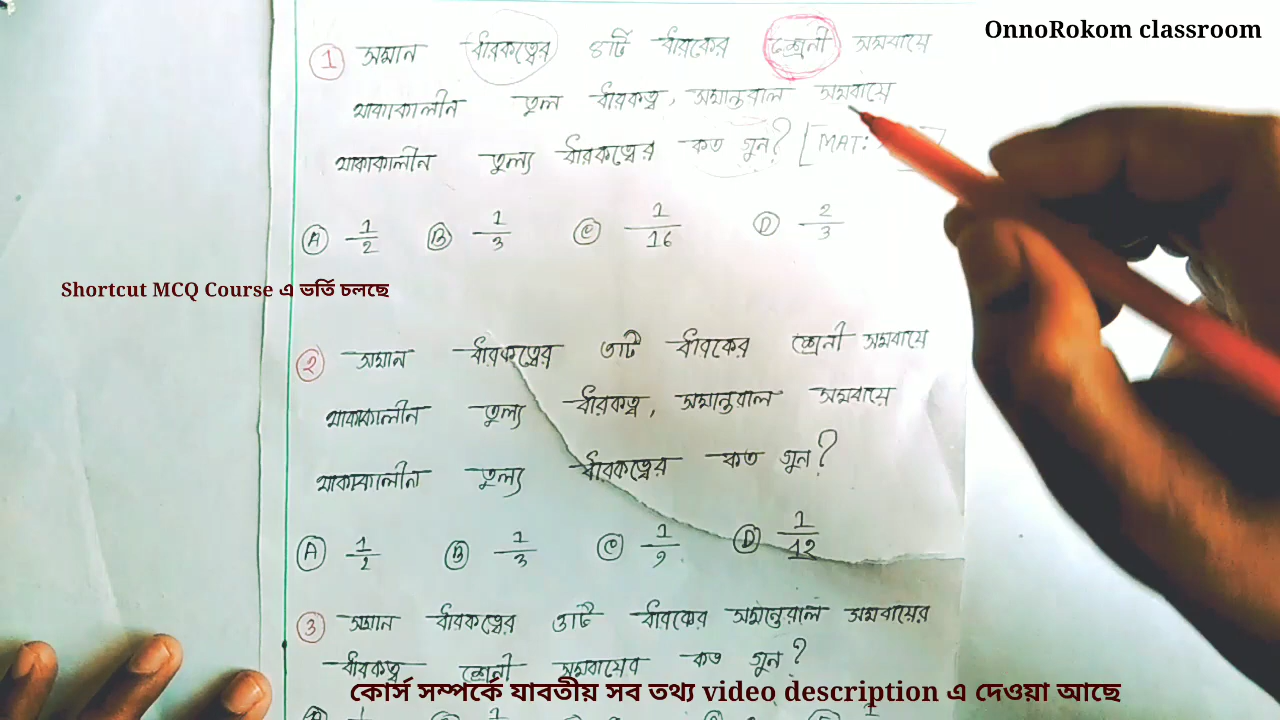 OnnoRokom classroom
1 সমান ধারকত্বের ৪টি ধারকের শ্রেনী সমবায়ে
থাকাকালীন তুল্য ধারকত্ব, সমান্তরাল সমবায়ে
থাকাকালীন তুল্য ধারকত্বের কত গুন? [MAT:
A 1/2 B 1/3 C 1/16 D 2/3
Shortcut MCQ Course এ ভর্তি চলছে
2 সমান ধারকত্বের ৩টি ধারকের শ্রেনী সমবায়ে
থাকাকালীন তুল্য ধারকত্ব, সমান্তরাল সমবায়ে
থাকাকালীন তুল্য ধারকত্বের কত গুন?
A 1/2 B 1/3 C 1/9 D 1/12
3 সমান ধারকত্বের ৩টি ধারকের সমান্তরাল সমবায়ের
ধারকত্ব শ্রেনী সমবায়ের কত গুন?
কোর্স সম্পর্কে যাবতীয় সব তথ্য video description এ দেওয়া আছে